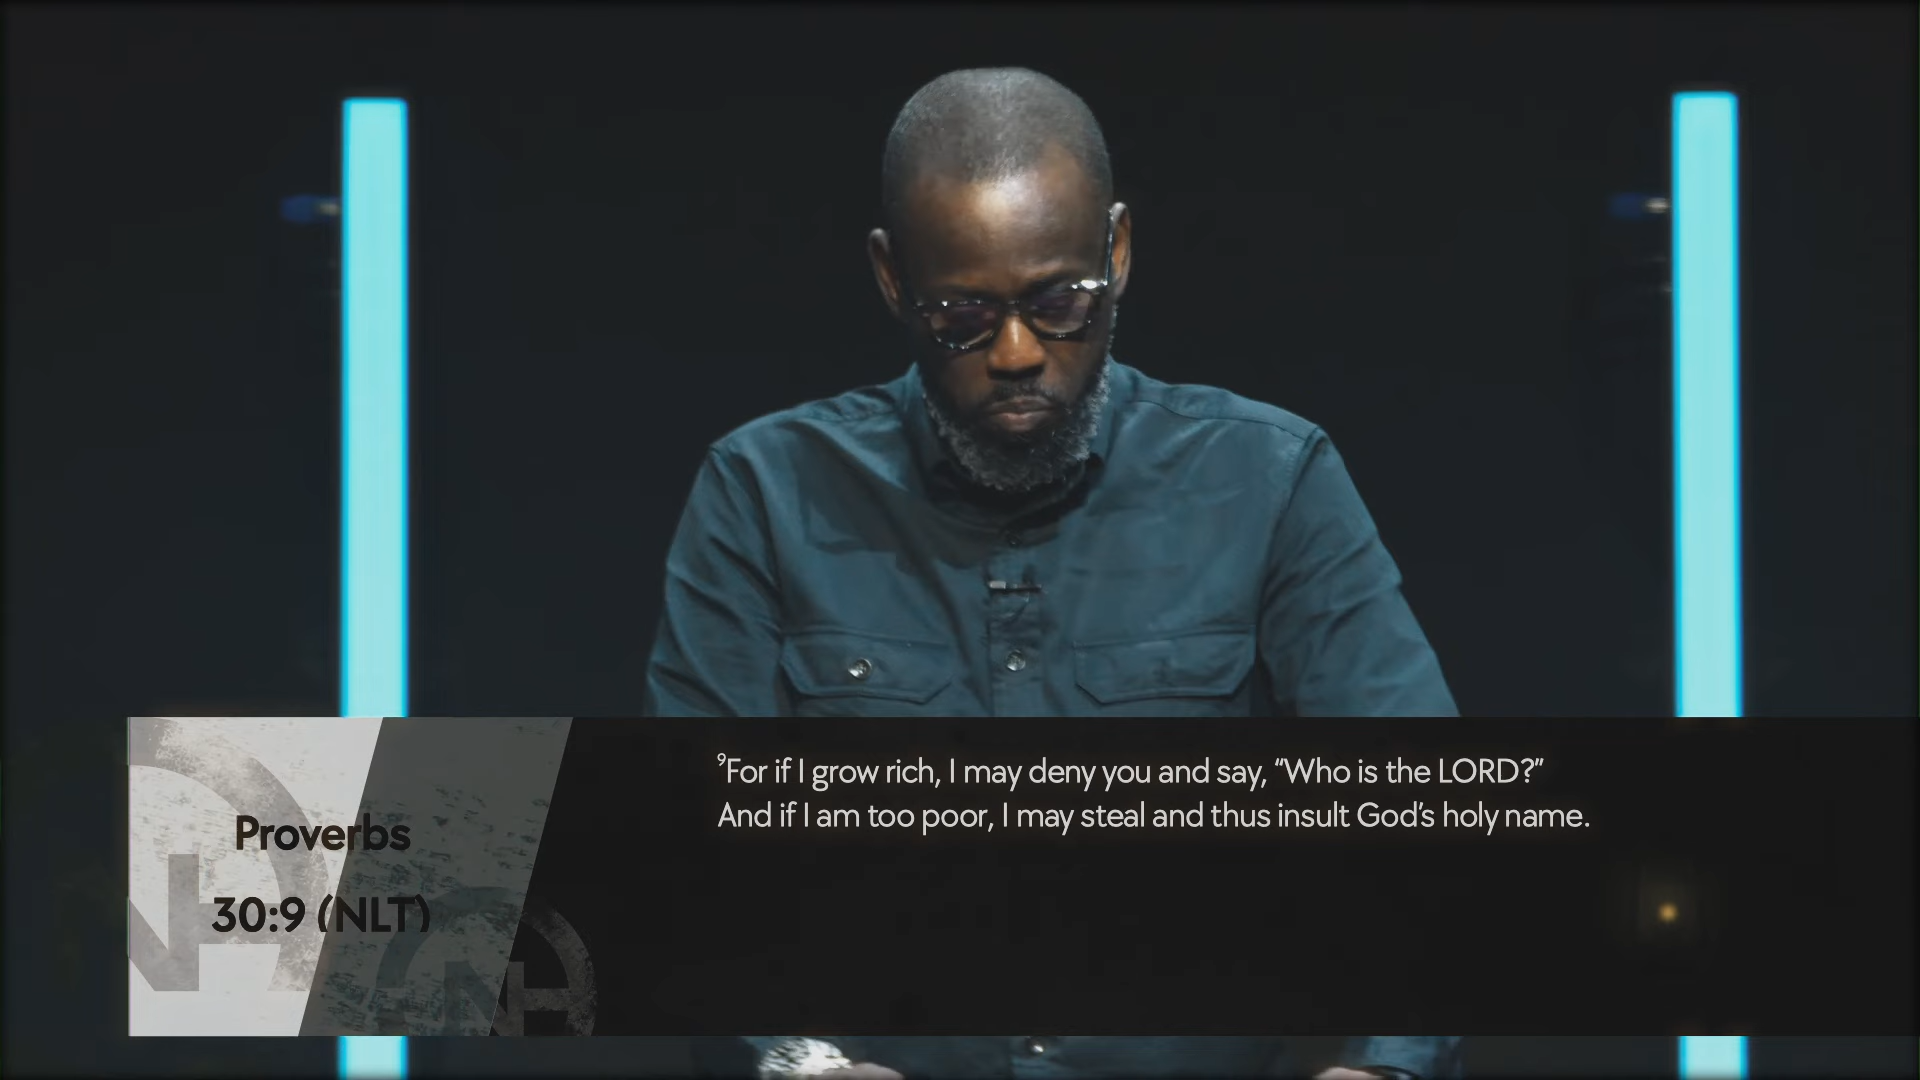 Proverbs
30:9 (NLT)
⁹For if I grow rich, I may deny you and say, “Who is the LORD?”
And if I am too poor, I may steal and thus insult God’s holy name.